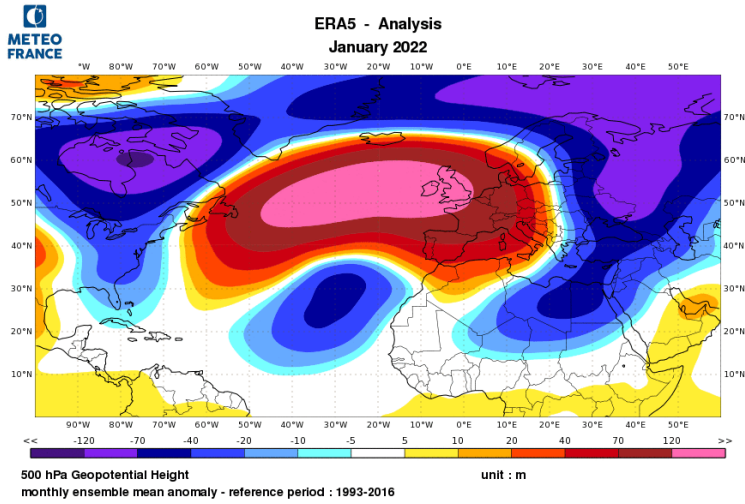 METEO
FRANCE
ERA5 - Analysis
January 2022
°W 80°W 70°W 60°W 50°W 40°W 30°W 20°W 10°W 0°E 10°E 20°E 30°E 40°E 50°E
70°N 70°N
60°N 60°N
50°N 50°N
40°N 40°N
30°N 30°N
20°N 20°N
10°N 10°N
90°W 80°W 70°W 60°W 50°W 40°W 30°W 20°W 10°W 0°E 10°E 20°E 30°E 40°E 50°E
<< -120 -70 -40 -20 -10 -5 5 10 20 40 70 120 >>
500 hPa Geopotential Height unit : m
monthly ensemble mean anomaly - reference period : 1993-2016